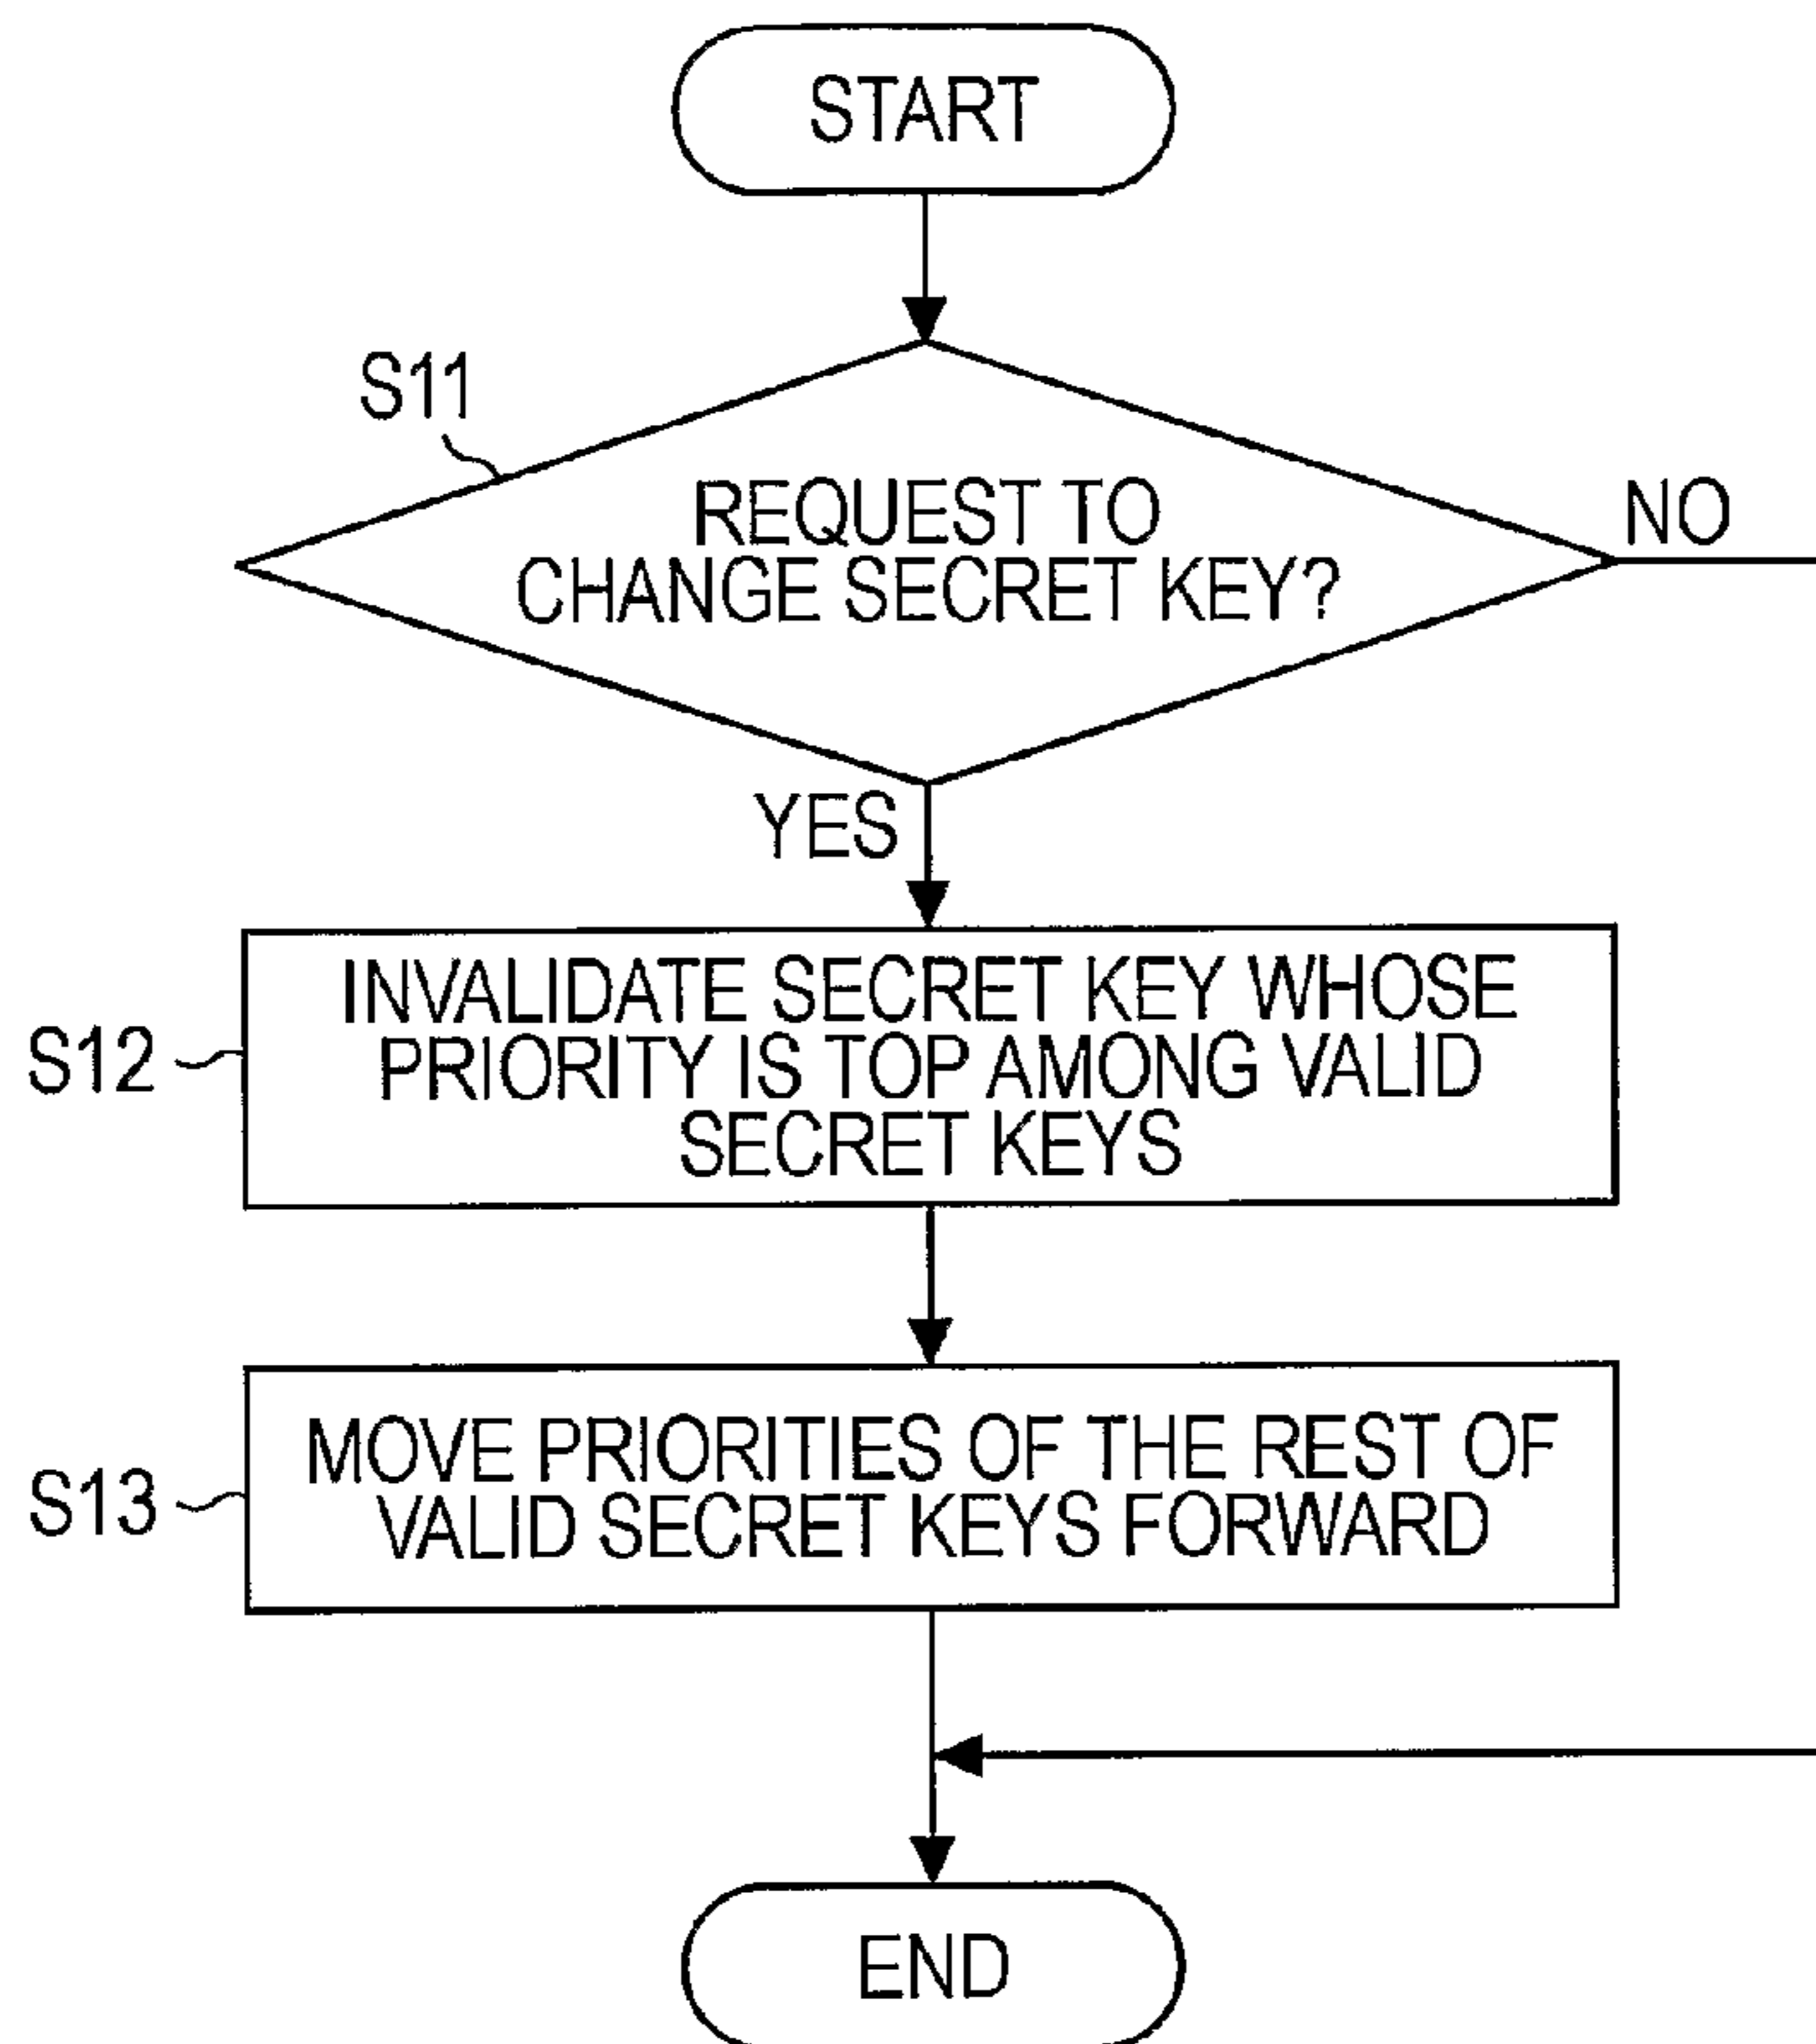 START
S11
REQUEST TO
CHANGE SECRET KEY?
NO
YES
S12
INVALIDATE SECRET KEY WHOSE
PRIORITY IS TOP AMONG VALID
SECRET KEYS
S13
MOVE PRIORITIES OF THE REST OF
VALID SECRET KEYS FORWARD
END